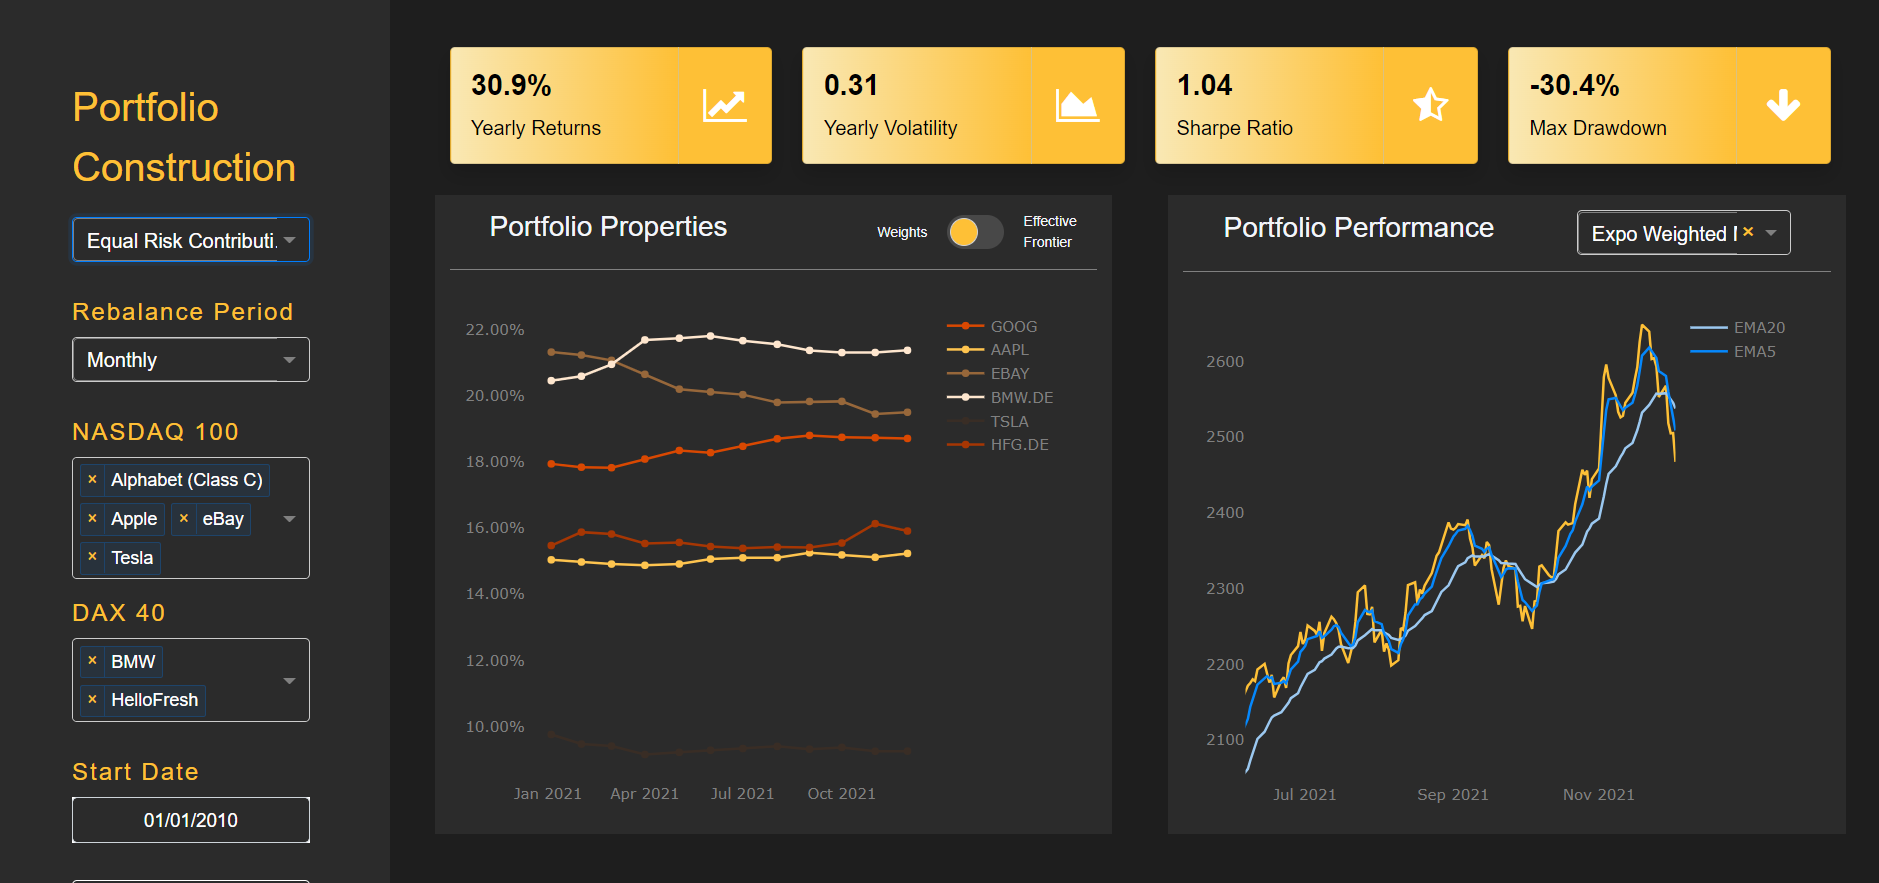 Portfolio
Construction
Equal Risk Contributi.
Rebalance Period
Monthly
NASDAQ 100
× Alphabet (Class C)
× Apple × eBay
× Tesla
DAX 40
× BMW
× HelloFresh
Start Date
01/01/2010
30.9%
Yearly Returns
0.31
Yearly Volatility
1.04
Sharpe Ratio
-30.4%
Max Drawdown
Portfolio Properties
Weights
Effective
Frontier
22.00%
20.00%
18.00%
16.00%
14.00%
12.00%
10.00%
Jan 2021 Apr 2021 Jul 2021 Oct 2021
GOOG
AAPL
EBAY
BMW.DE
TSLA
HFG.DE
Portfolio Performance
Expo Weighted ×
2600
2500
2400
2300
2200
2100
Jul 2021 Sep 2021 Nov 2021
EMA20
EMA5